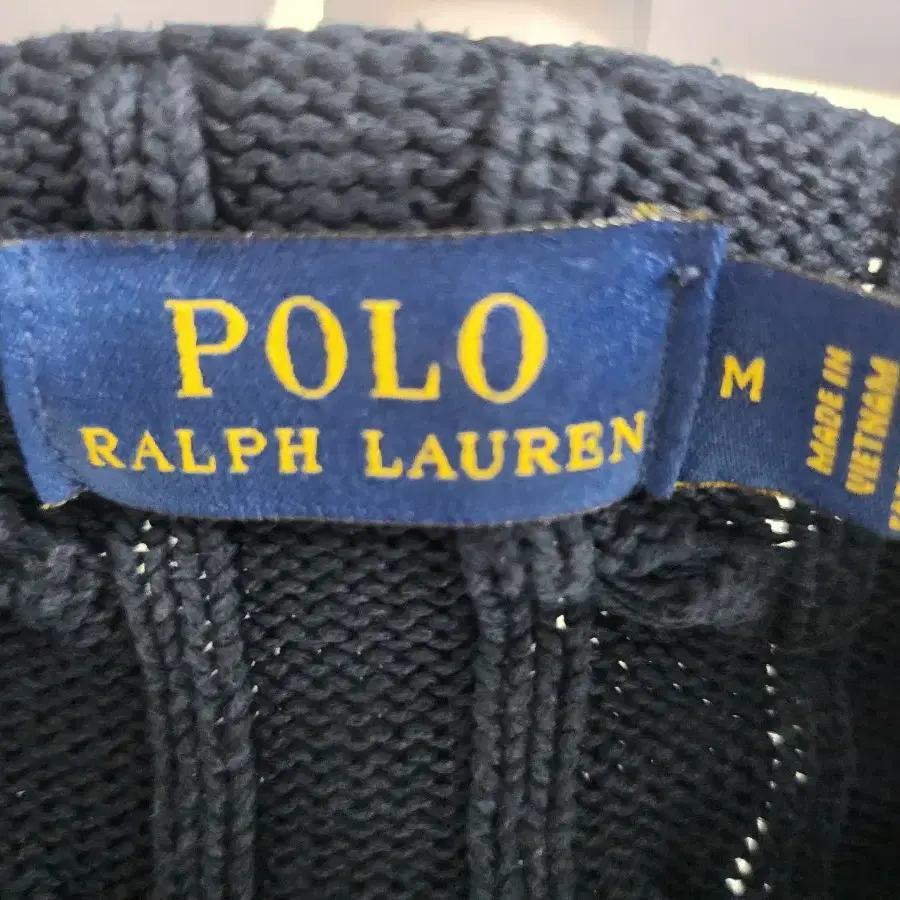 POLO
RALPH LAUREN
M
MADE IN
VIETNAM